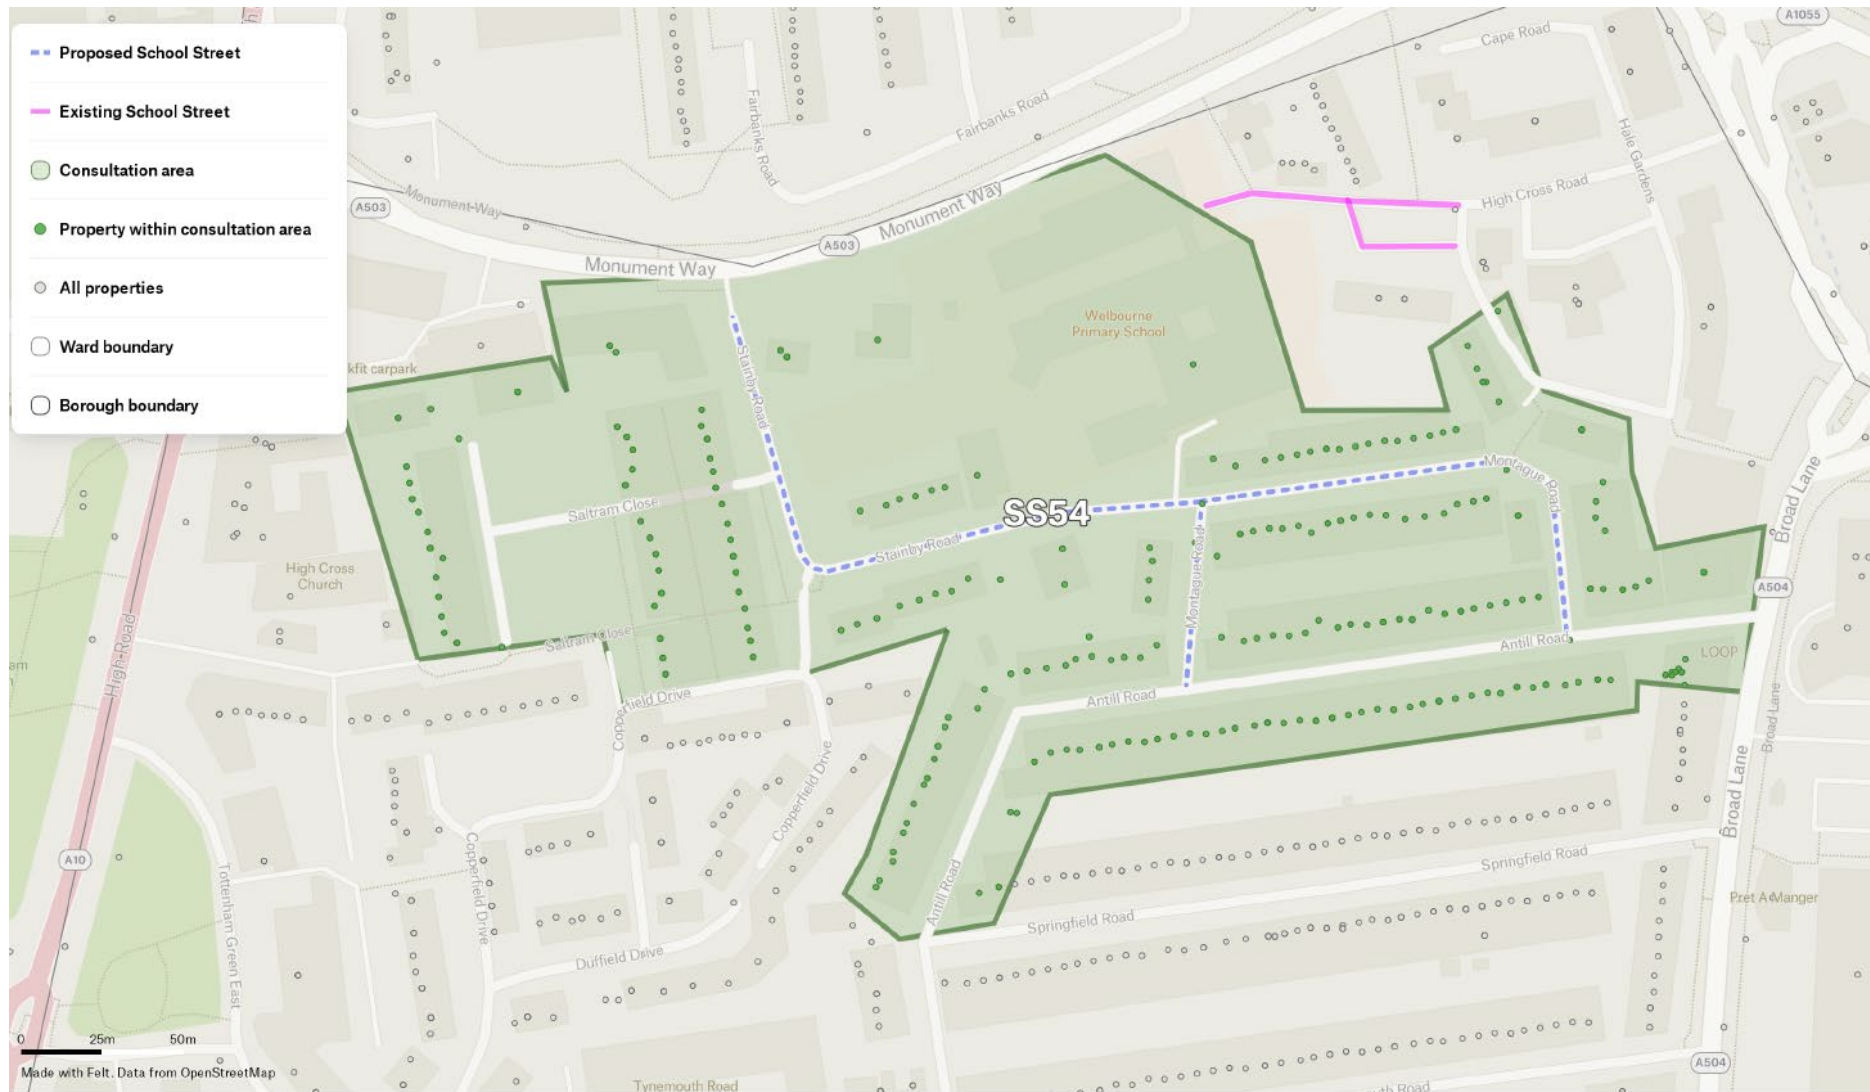 Proposed School Street
Existing School Street
Consultation area
Property within consultation area
All properties
Ward boundary
Borough boundary
A1055
Cape Road
Fairbanks Road
Fairbanks Road
Hale Gardens
High Cross Road
Monument Way
A503
Monument Way
A503
Monument Way
Welbourne
Primary School
kfit carpark
Stainby Road
Saltram Close
SS54
Stainby Road
Montague Road
Montague Road
Broad Lane
High Cross
Church
A504
High Road
Saltram Close
Antill Road
LOOP
Antill Road
Copperfield Drive
Broad Lane
Broad Lane
Copperfield Drive
A10
Copperfield Drive
Tottenham Green East
Antill Road
Springfield Road
Springfield Road
Pret A Manger
Duffield Drive
0 25m 50m
Made with Felt. Data from OpenStreetMap
Tynemouth Road
A504